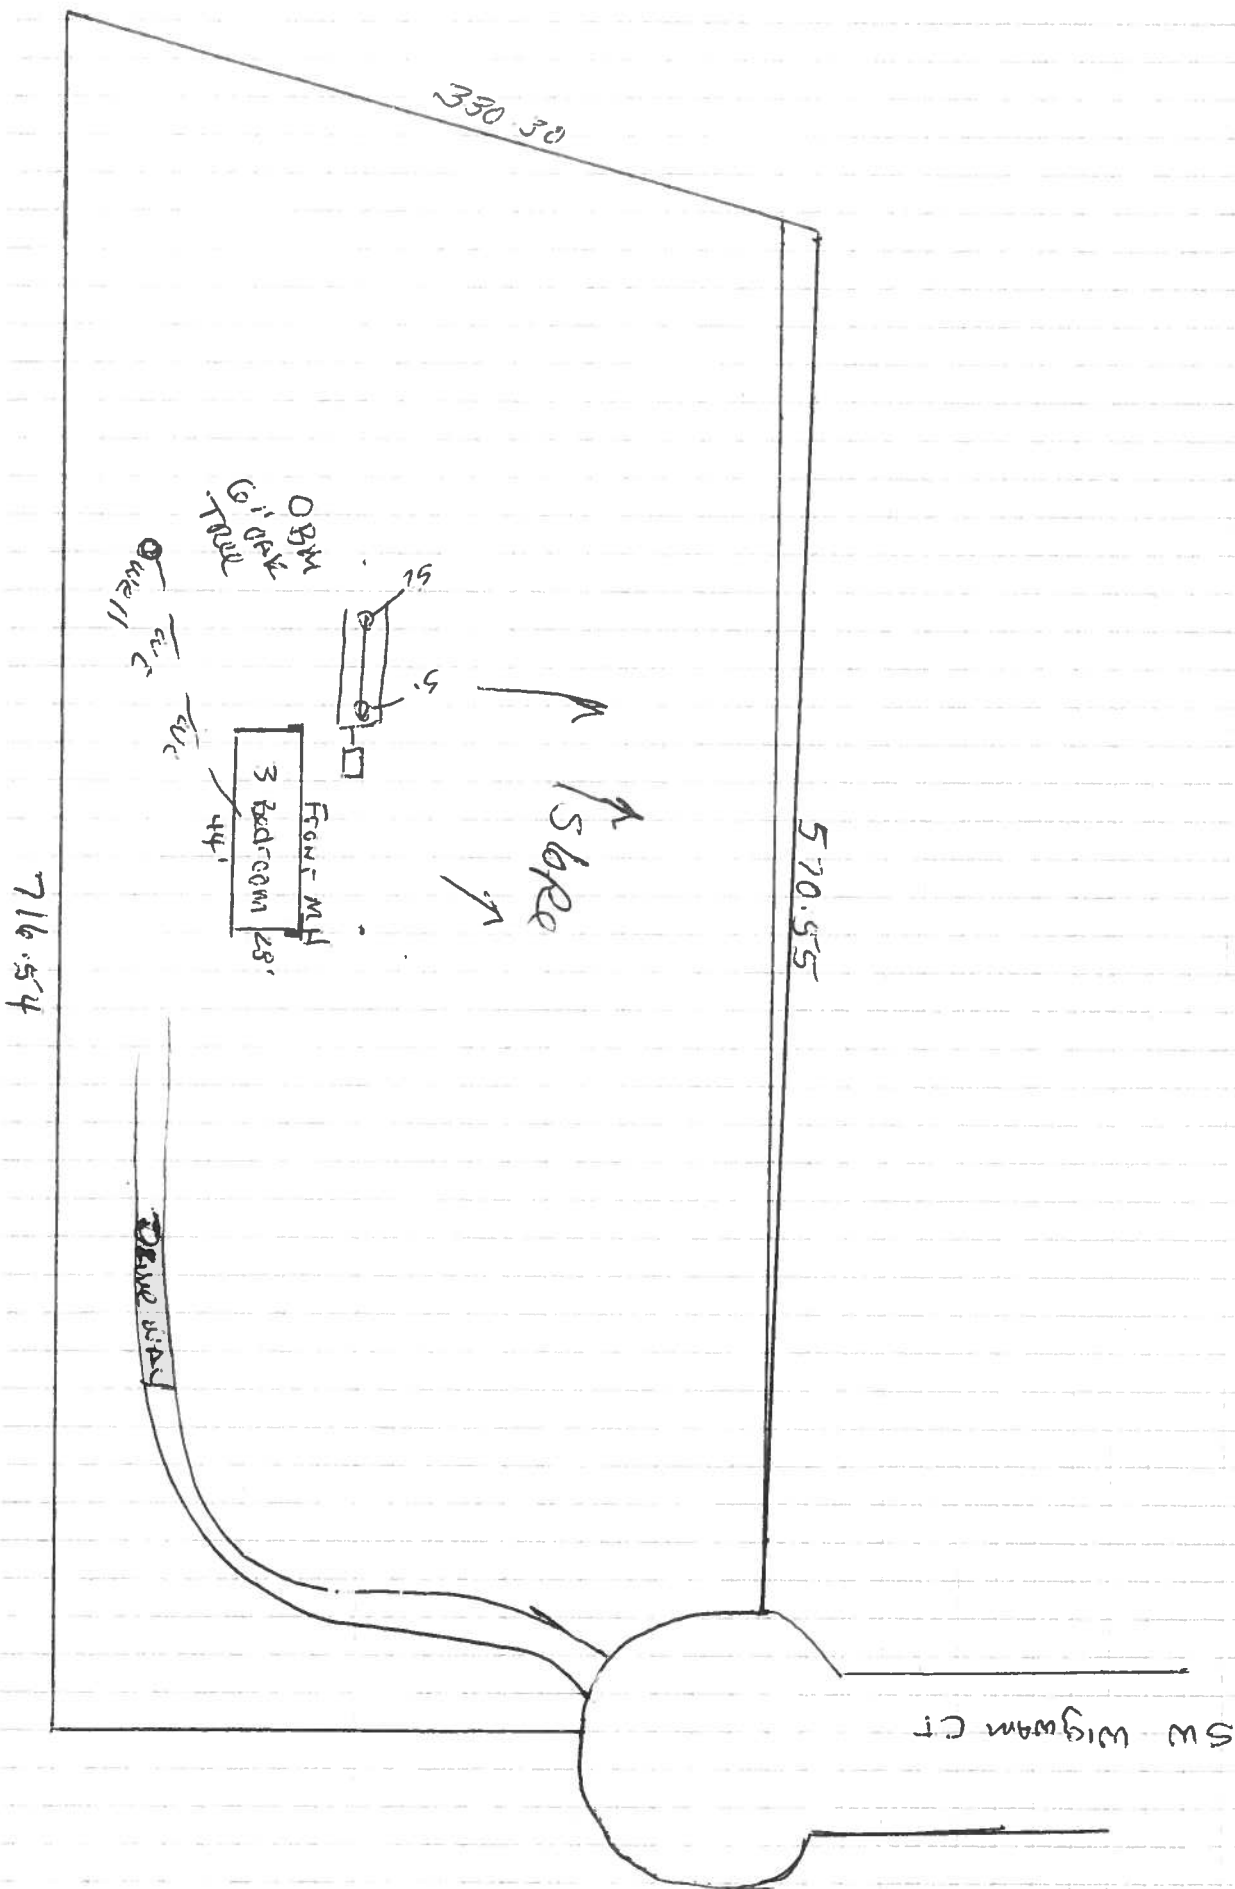 330.30
570.55
716.54
OBM
6" OAK
TREE
well
15
5'
Front MH
3 Bedroom
44'
28'
Slope
Drive way
SW WIGWAM CT